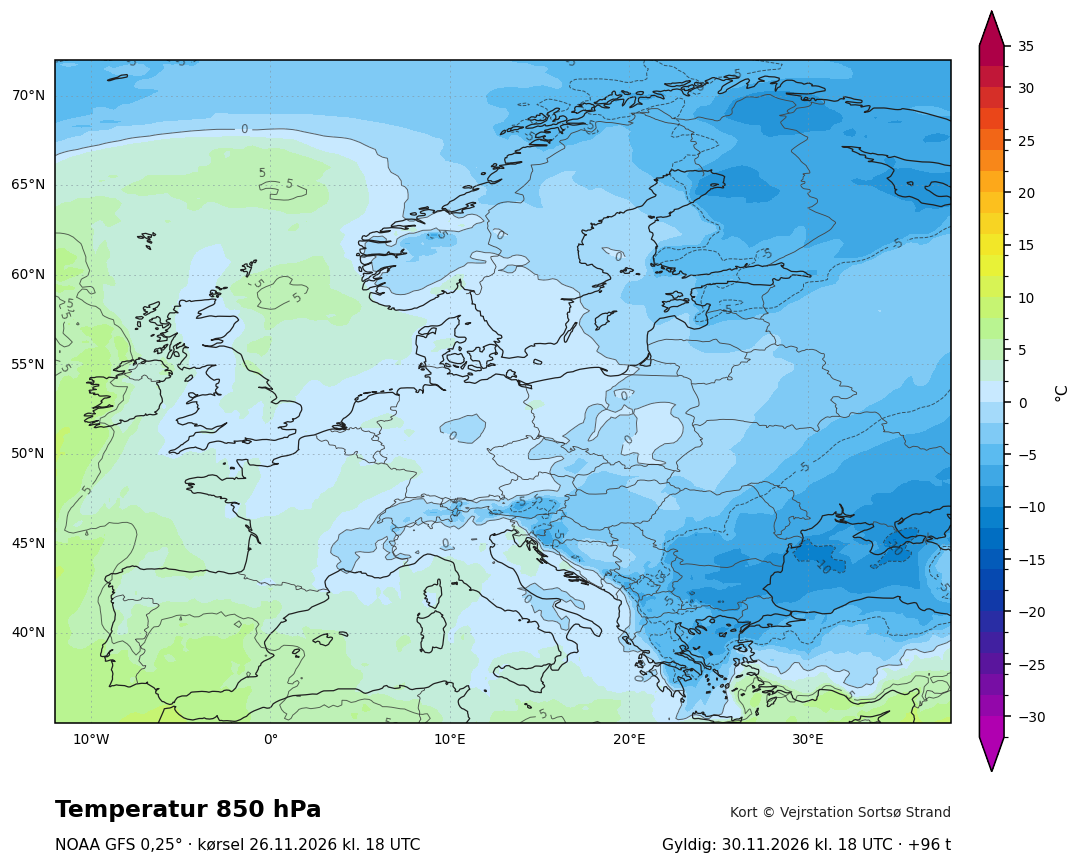 35
30
25
20
15
10
5
0
−5
−10
−15
−20
−25
−30
°C
70°N
65°N
60°N
55°N
50°N
45°N
40°N
10°W
0°
10°E
20°E
30°E
Temperatur 850 hPa
Kort © Vejrstation Sortsø Strand
NOAA GFS 0,25° · kørsel 26.11.2026 kl. 18 UTC
Gyldig: 30.11.2026 kl. 18 UTC · +96 t